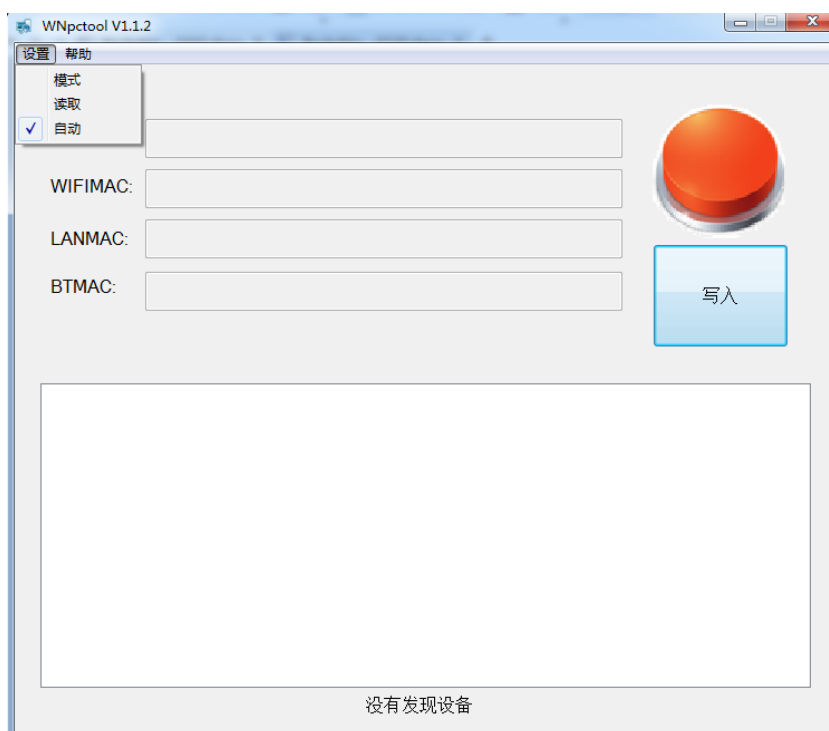 WNpctool V1.1.2
设置 帮助
模式
读取
自动
WIFIMAC:
LANMAC:
BTMAC:
写入
没有发现设备